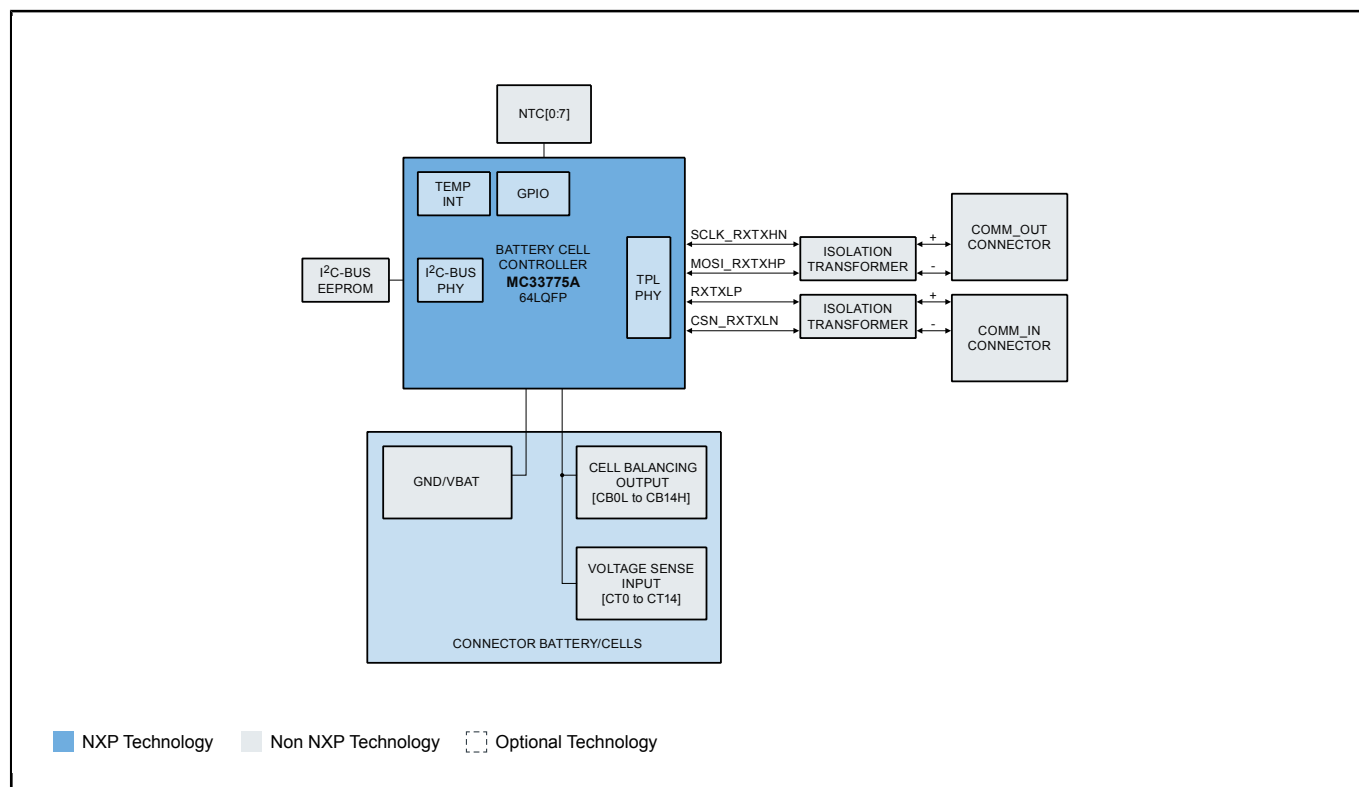 NTC[0:7]
TEMP
INT
GPIO
BATTERY CELL
CONTROLLER
MC33775A
64LQFP
I²C-BUS
EEPROM
I²C-BUS
PHY
TPL
PHY
SCLK_RXTXHN
MOSI_RXTXHP
RXTXLP
CSN_RXTXLN
ISOLATION
TRANSFORMER
ISOLATION
TRANSFORMER
+
-
+
-
COMM_OUT
CONNECTOR
COMM_IN
CONNECTOR
GND/VBAT
CELL BALANCING
OUTPUT
[CB0L to CB14H]
VOLTAGE SENSE
INPUT
[CT0 to CT14]
CONNECTOR BATTERY/CELLS
NXP Technology
Non NXP Technology
Optional Technology